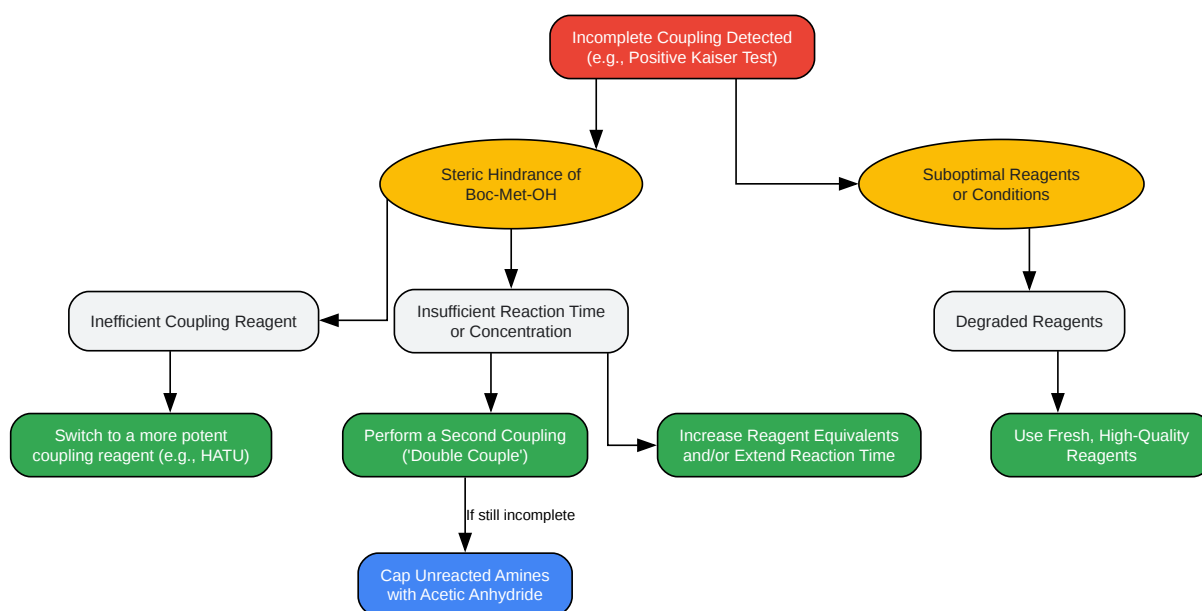 Incomplete Coupling Detected
(e.g., Positive Kaiser Test)
Steric Hindrance of
Boc-Met-OH
Suboptimal Reagents
or Conditions
Inefficient Coupling Reagent
Insufficient Reaction Time
or Concentration
Degraded Reagents
Switch to a more potent
coupling reagent (e.g., HATU)
Perform a Second Coupling
('Double Couple')
Increase Reagent Equivalents
and/or Extend Reaction Time
Use Fresh, High-Quality
Reagents
If still incomplete
Cap Unreacted Amines
with Acetic Anhydride